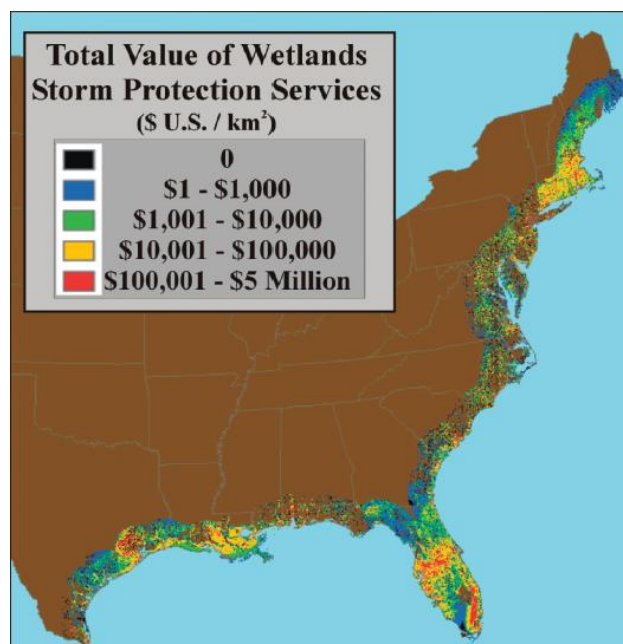 Total Value of Wetlands
Storm Protection Services
($ U.S. / km²)
0
$1 - $1,000
$1,001 - $10,000
$10,001 - $100,000
$100,001 - $5 Million